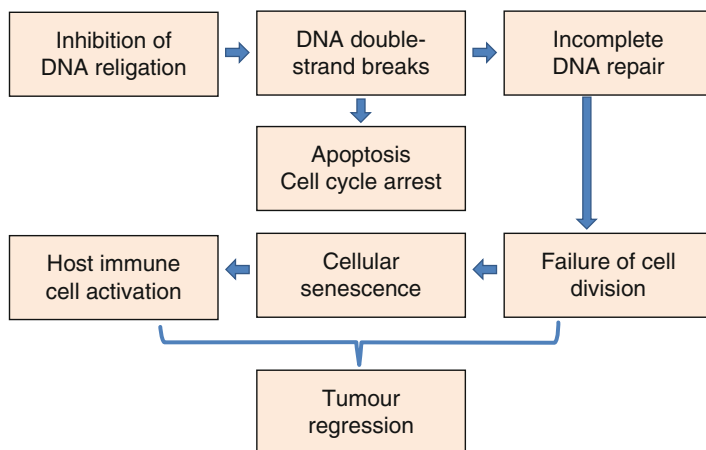 Inhibition of
DNA religation
DNA double-
strand breaks
Incomplete
DNA repair
Apoptosis
Cell cycle arrest
Host immune
cell activation
Cellular
senescence
Failure of cell
division
Tumour
regression